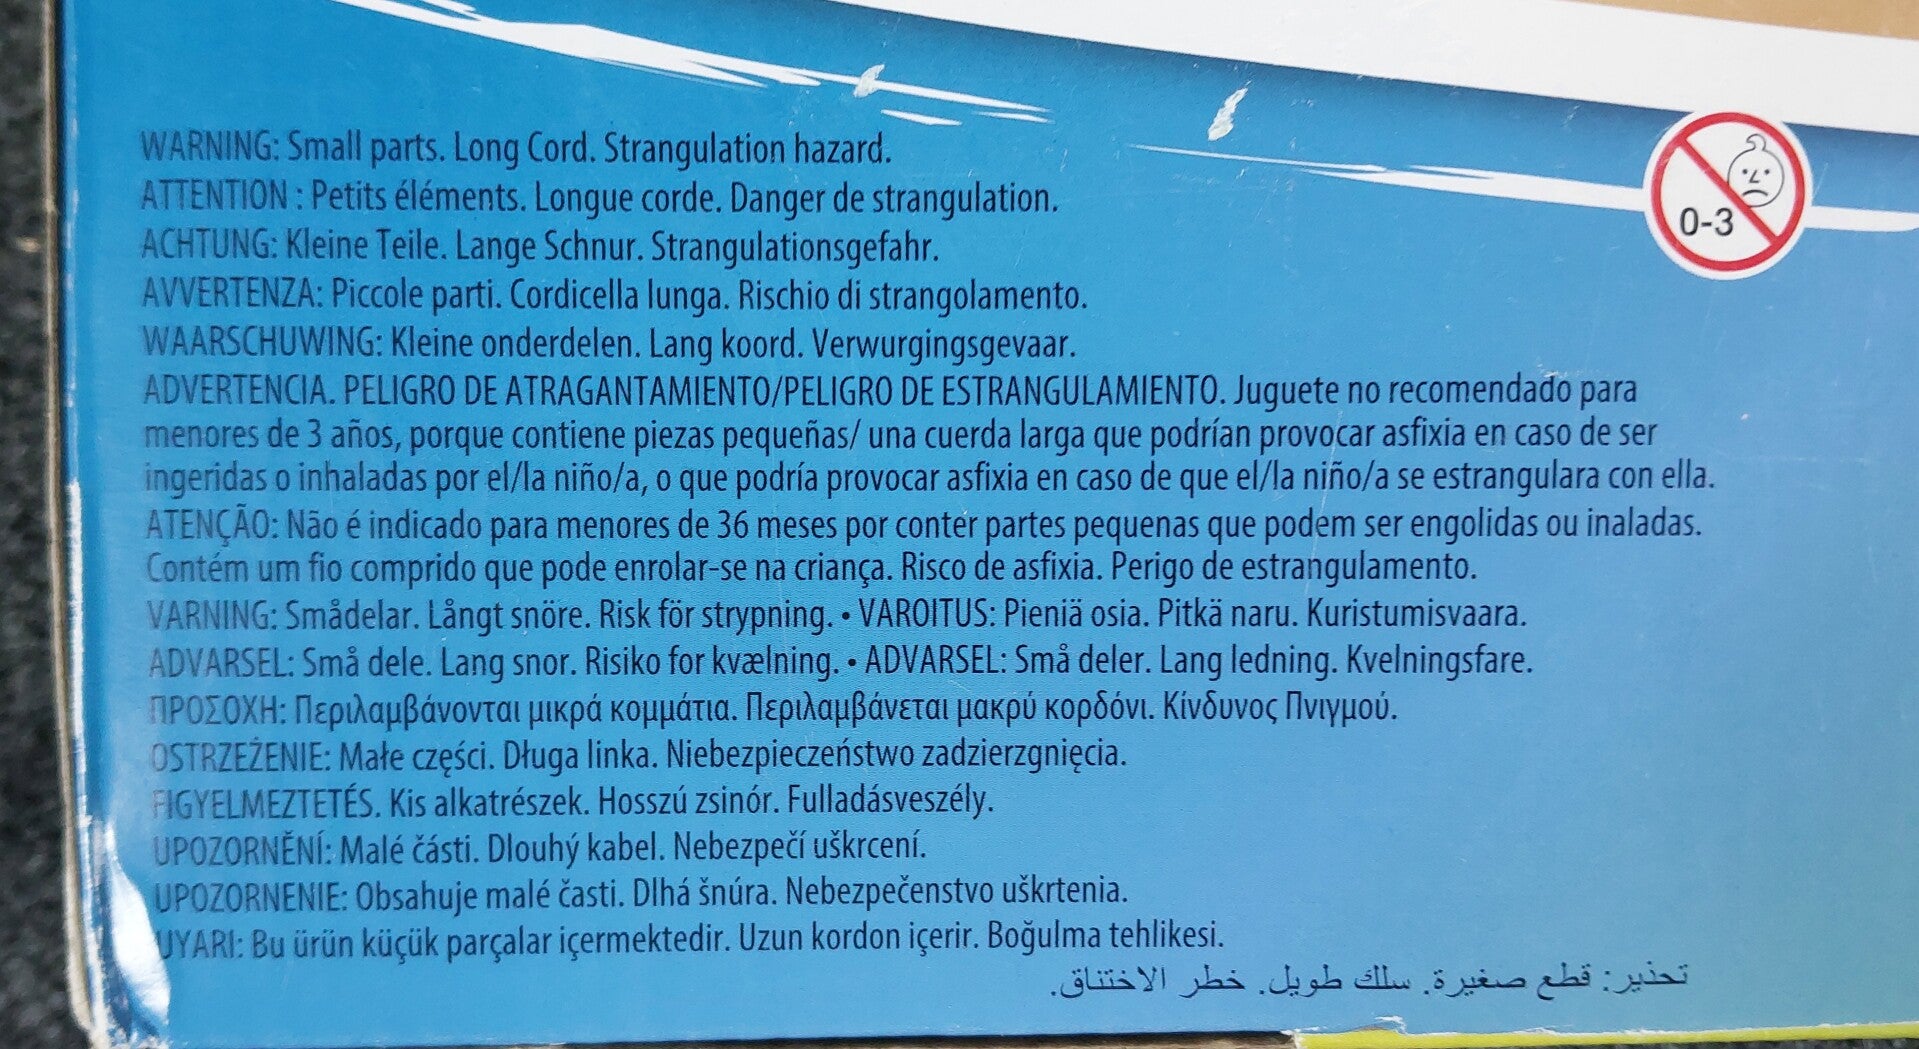 WARNING: Small parts. Long Cord. Strangulation hazard.
ATTENTION : Petits éléments. Longue corde. Danger de strangulation.
ACHTUNG: Kleine Teile. Lange Schnur. Strangulationsgefahr.
AVVERTENZA: Piccole parti. Cordicella lunga. Rischio di strangolamento.
WAARSCHUWING: Kleine onderdelen. Lang koord. Verwurgingsgevaar.
ADVERTENCIA. PELIGRO DE ATRAGANTAMIENTO/PELIGRO DE ESTRANGULAMIENTO. Juguete no recomendado para
menores de 3 años, porque contiene piezas pequeñas/ una cuerda larga que podrían provocar asfixia en caso de ser
ingeridas o inhaladas por el/la niño/a, o que podría provocar asfixia en caso de que el/la niño/a se estrangulara con ella.
ATENÇÃO: Não é indicado para menores de 36 meses por conter partes pequenas que podem ser engolidas ou inaladas.
Contém um fio comprido que pode enrolar-se na criança. Risco de asfixia. Perigo de estrangulamento.
VARNING: Smådelar. Långt snöre. Risk för strypning. • VAROITUS: Pieniä osia. Pitkä naru. Kuristumisvaara.
ADVARSEL: Små dele. Lang snor. Risiko for kvælning. • ADVARSEL: Små deler. Lang ledning. Kvelningsfare.
ΠΡΟΣΟΧΗ: Περιλαμβάνονται μικρά κομμάτια. Περιλαμβάνεται μακρύ κορδόνι. Κίνδυνος Πνιγμού.
OSTRZEŻENIE: Małe części. Długa linka. Niebezpieczeństwo zadzierzgnięcia.
FIGYELMEZTETÉS. Kis alkatrészek. Hosszú zsinór. Fulladásveszély.
UPOZORNĚNÍ: Malé části. Dlouhý kabel. Nebezpečí uškrcení.
UPOZORNENIE: Obsahuje malé časti. Dlhá šnúra. Nebezpečenstvo uškrtenia.
UYARI: Bu ürün küçük parçalar içermektedir. Uzun kordon içerir. Boğulma tehlikesi.
تحذير: قطع صغيرة. سلك طويل. خطر الاختناق.
0-3